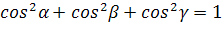 cos²α + cos²β + cos²γ = 1